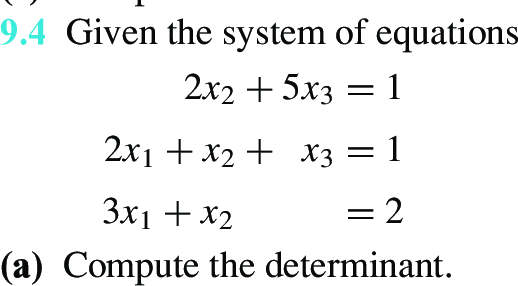 9.4 Given the system of equations
2x₂ + 5x₃ = 1
2x₁ + x₂ + x₃ = 1
3x₁ + x₂ = 2
(a) Compute the determinant.